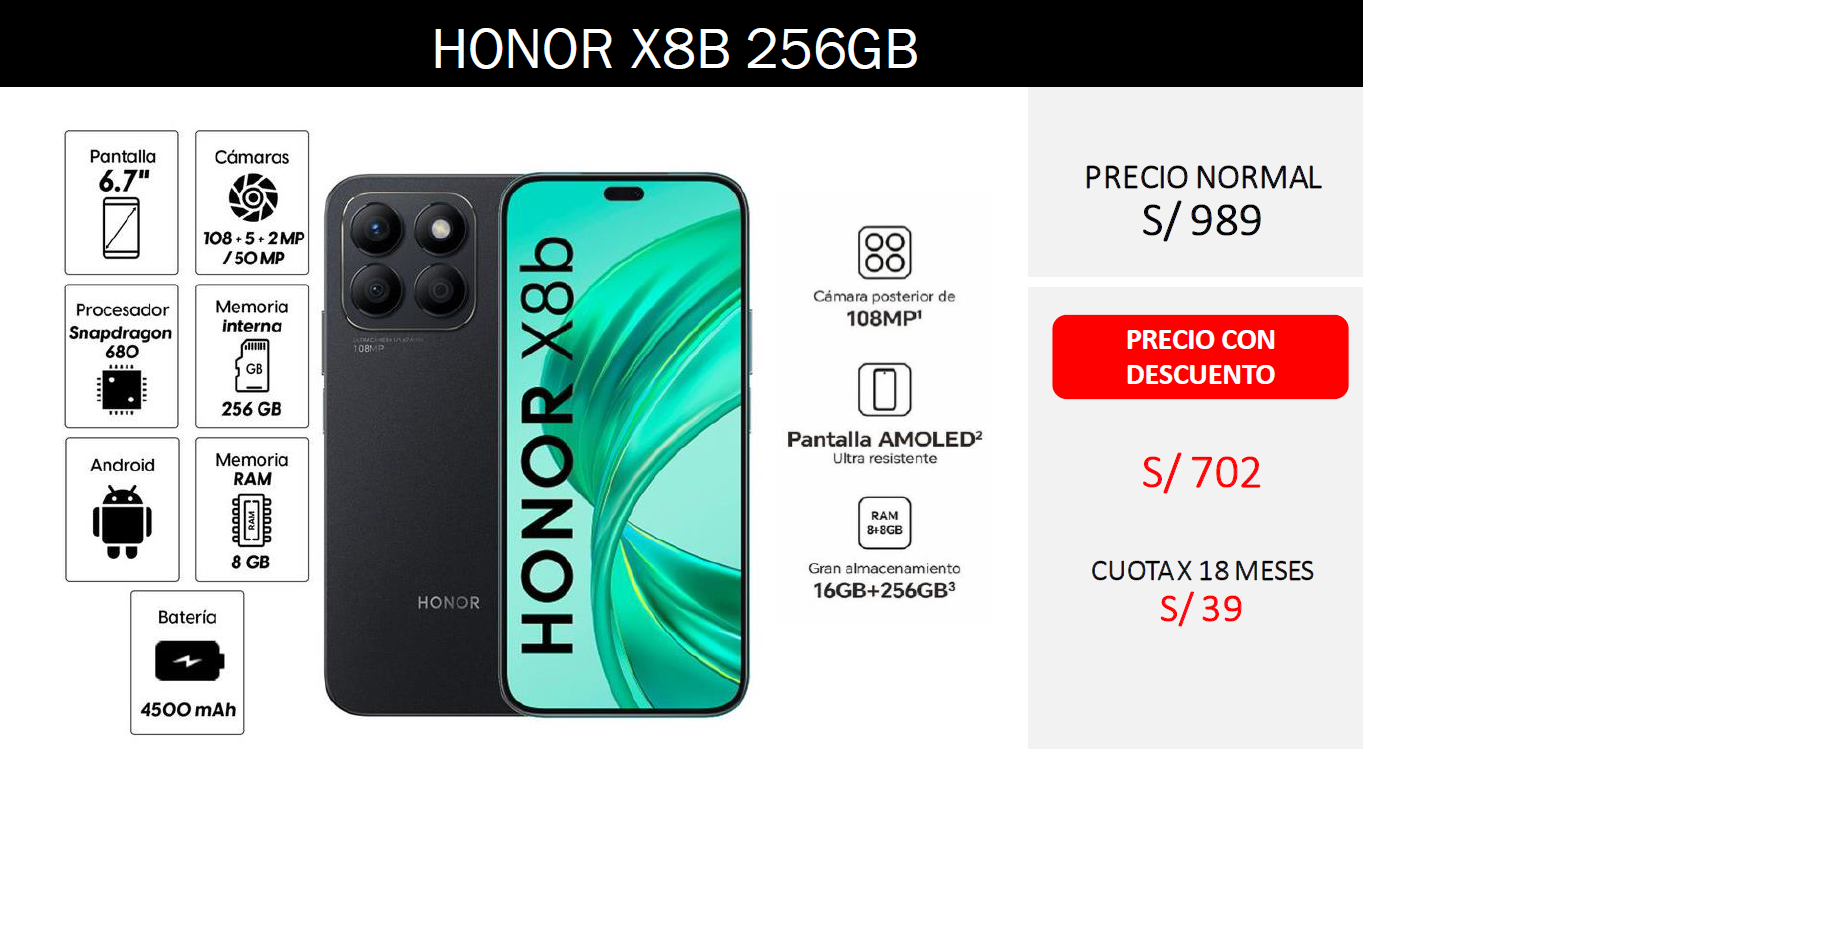 HONOR X8B 256GB
Pantalla
6.7"
Cámaras
108 + 5 + 2 MP
/ 50 MP
Procesador
Snapdragon
680
Memoria
interna
GB
256 GB
Android
Memoria
RAM
RAM
8 GB
Batería
4500 mAh
108MP
HONOR
HONOR X8b
Cámara posterior de
108MP¹
Pantalla AMOLED²
Ultra resistente
RAM
8+8GB
Gran almacenamiento
16GB+256GB³
PRECIO NORMAL
S/ 989
PRECIO CON
DESCUENTO
S/ 702
CUOTA X 18 MESES
S/ 39